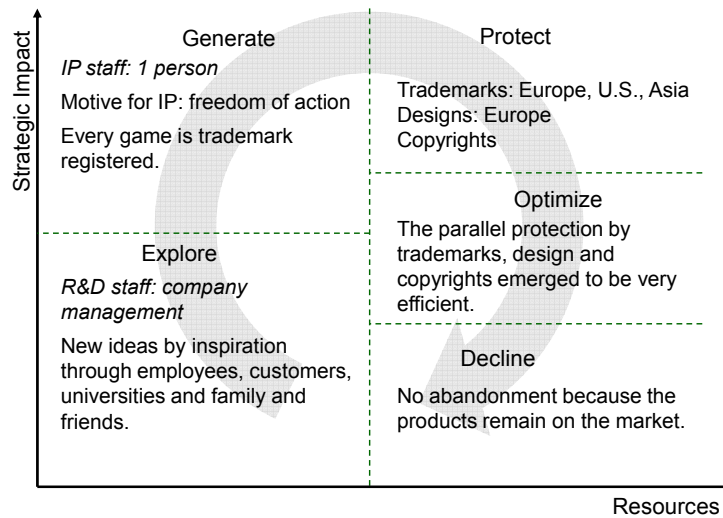 Strategic Impact
Generate
IP staff: 1 person
Motive for IP: freedom of action
Every game is trademark
registered.
Protect
Trademarks: Europe, U.S., Asia
Designs: Europe
Copyrights
Explore
R&D staff: company
management
New ideas by inspiration
through employees, customers,
universities and family and
friends.
Optimize
The parallel protection by
trademarks, design and
copyrights emerged to be very
efficient.
Decline
No abandonment because the
products remain on the market.
Resources